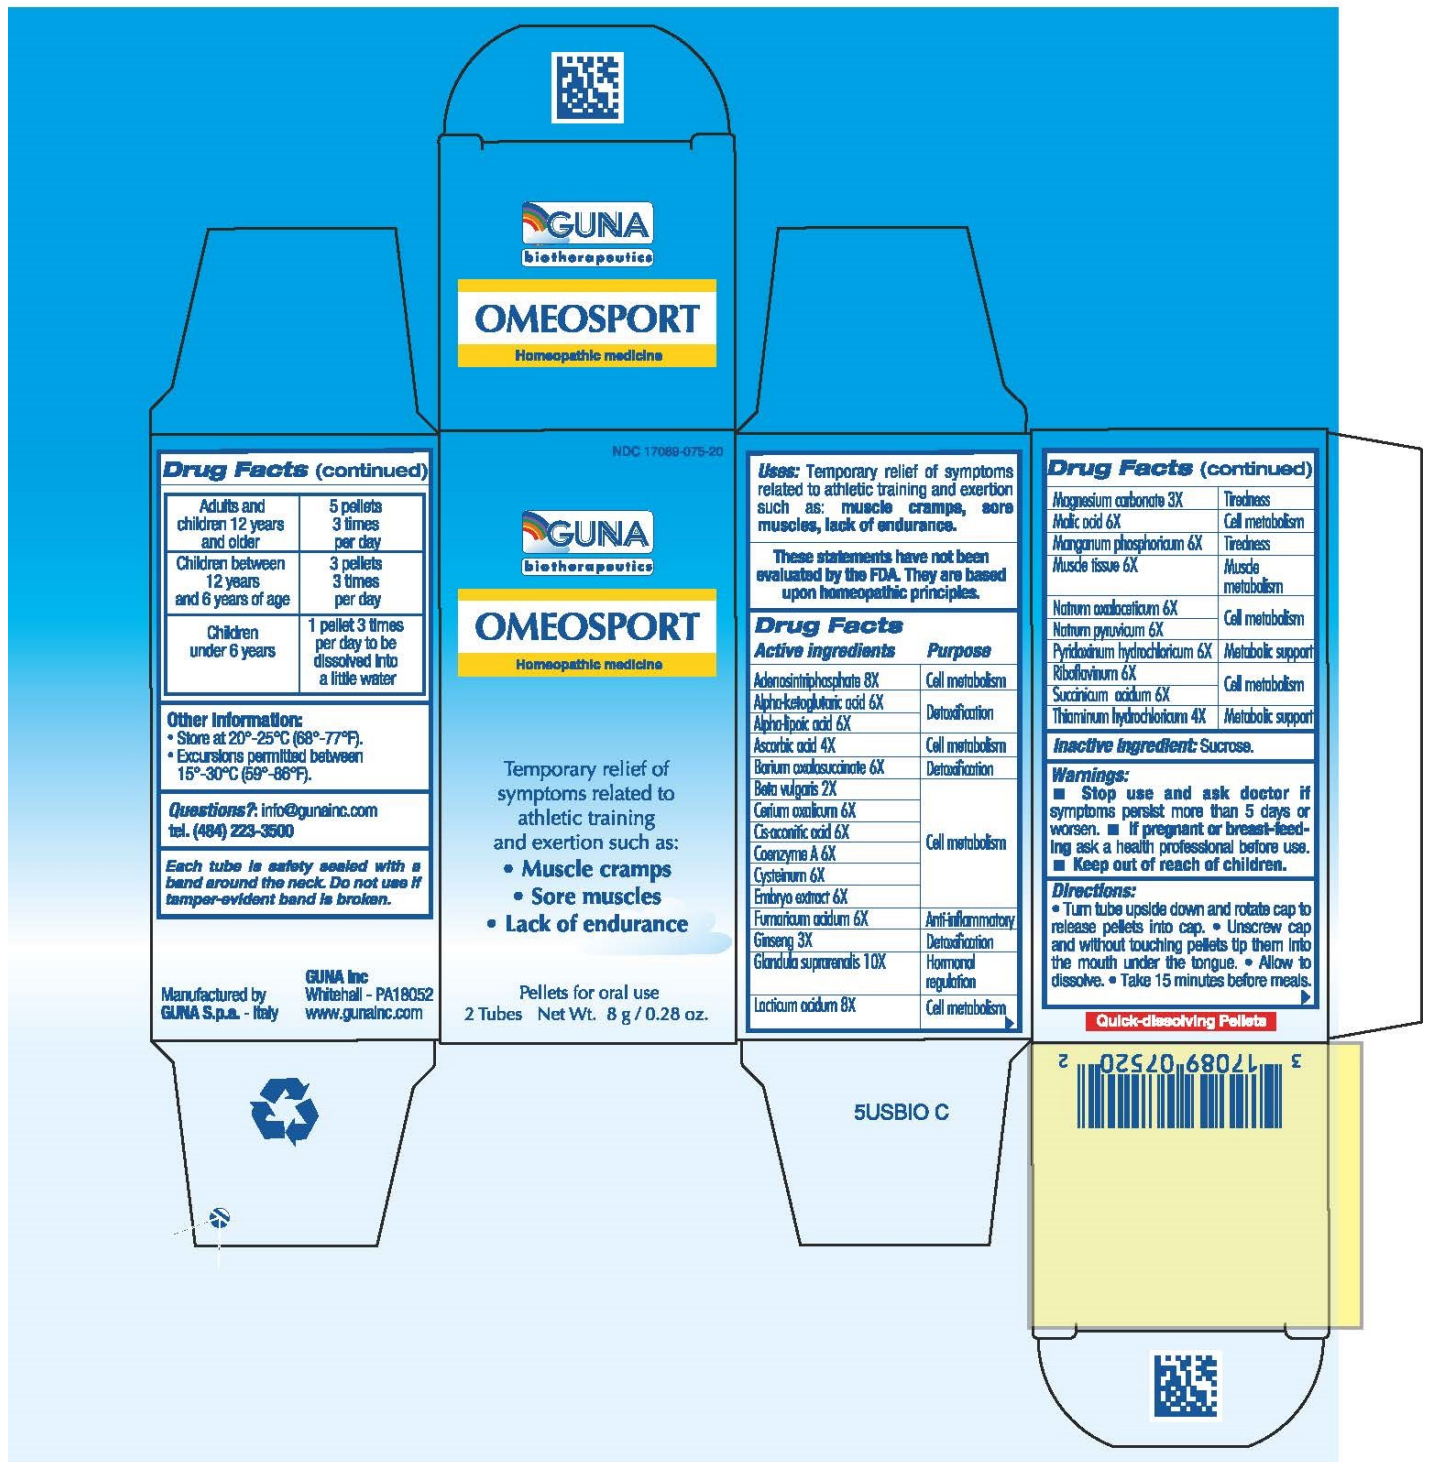 GUNA
biotherapeutics
OMEOSPORT
Homeopathic medicine
Drug Facts (continued)
Adults and children 12 years and older | 5 pellets 3 times per day
Children between 12 years and 6 years of age | 3 pellets 3 times per day
Children under 6 years | 1 pellet 3 times per day to be dissolved into a little water
Other Information:
• Store at 20°-25°C (68°-77°F).
• Excursions permitted between
15°-30°C (59°-86°F).
Questions?: info@gunainc.com
tel. (484) 223-3500
Each tube is safety sealed with a
band around the neck. Do not use if
tamper-evident band is broken.
Manufactured by
GUNA S.p.a. - Italy
GUNA Inc
Whitehall - PA18052
www.gunainc.com
NDC 17089-075-20
GUNA
biotherapeutics
OMEOSPORT
Homeopathic medicine
Temporary relief of
symptoms related to
athletic training
and exertion such as:
• Muscle cramps
• Sore muscles
• Lack of endurance
Pellets for oral use
2 Tubes Net Wt. 8 g / 0.28 oz.
Uses: Temporary relief of symptoms
related to athletic training and exertion
such as: muscle cramps, sore
muscles, lack of endurance.
These statements have not been
evaluated by the FDA. They are based
upon homeopathic principles.
Drug Facts
Active ingredients Purpose
Adenosintriphosphate 8X Cell metabolism
Alpha-ketoglutaric acid 6X
Alpha-lipoic acid 6X Detoxification
Ascorbic acid 4X Cell metabolism
Barium oxalosuccinate 6X Detoxification
Beta vulgaris 2X
Cerium oxalicum 6X
Cis-aconitic acid 6X
Coenzyme A 6X Cell metabolism
Cysteinum 6X
Embryo extract 6X
Fumaricum acidum 6X Anti-inflammatory
Ginseng 3X Detoxification
Glandula suprarenalis 10X Hormonal
regulation
Lacticum acidum 8X Cell metabolism
Drug Facts (continued)
Magnesium carbonate 3X Tiredness
Malic acid 6X Cell metabolism
Manganum phosphoricum 6X Tiredness
Muscle tissue 6X Muscle
metabolism
Natrum oxalaceticum 6X
Natrum pyruvicum 6X Cell metabolism
Pyridoxinum hydrochloricum 6X Metabolic support
Riboflavinum 6X
Succinicum acidum 6X Cell metabolism
Thiaminum hydrochloricum 4X Metabolic support
Inactive ingredient: Sucrose.
Warnings:
■ Stop use and ask doctor if
symptoms persist more than 5 days or
worsen. ■ If pregnant or breast-feed-
ing ask a health professional before use.
■ Keep out of reach of children.
Directions:
• Turn tube upside down and rotate cap to
release pellets into cap. • Unscrew cap
and without touching pellets tip them into
the mouth under the tongue. • Allow to
dissolve. • Take 15 minutes before meals.
Quick-dissolving Pellets
3 17089 07520 2
5USBIO C